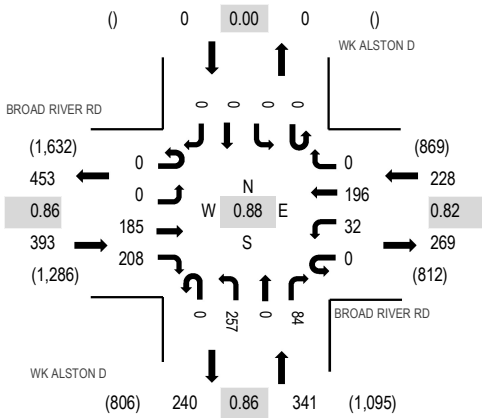 () 0 0.00 0 ()
WK ALSTON D
0 0 0 0
BROAD RIVER RD
(1,632) 0 0 (869)
453 0 N 196 228
0.86 W 0.88 E 0.82
393 185 S 32 269
(1,286) 208 0 (812)
0 257 0 84
BROAD RIVER RD
WK ALSTON D
(806) 240 0.86 341 (1,095)